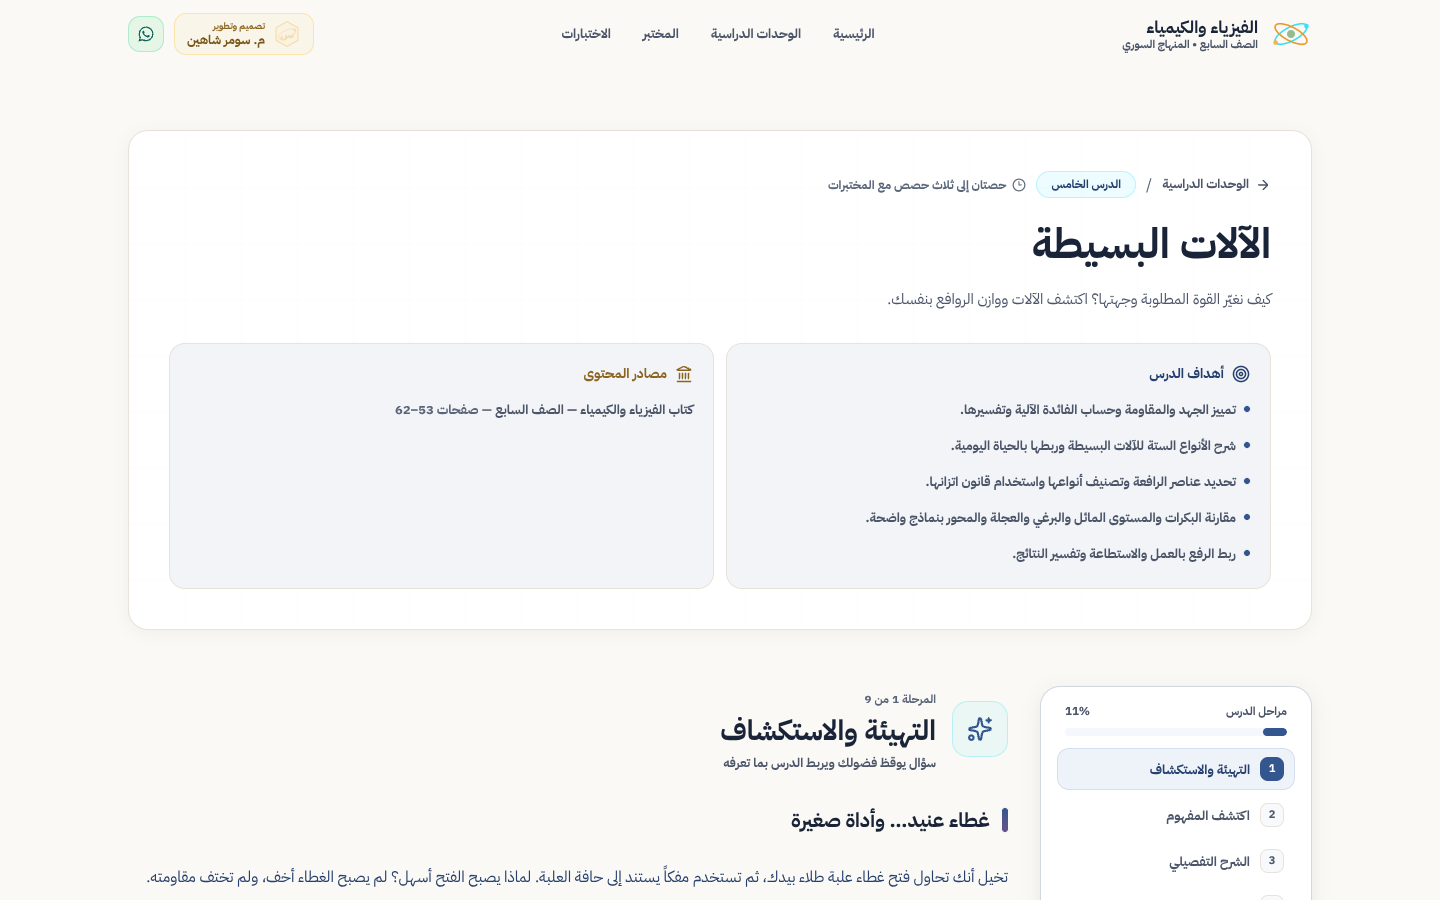 الفيزياء والكيمياء
الصف السابع • المنهاج السوري
الرئيسية
الوحدات الدراسية
المختبر
الاختبارات
تصميم وتطوير
م. سومر شاهين
الوحدات الدراسية / الدرس الخامس حصتان إلى ثلاث حصص مع المختبرات
الآلات البسيطة
كيف نغيّر القوة المطلوبة وجهتها؟ اكتشف الآلات ووازن الروافع بنفسك.
أهداف الدرس
تمييز الجهد والمقاومة وحساب الفائدة الآلية وتفسيرها.
شرح الأنواع الستة للآلات البسيطة وربطها بالحياة اليومية.
تحديد عناصر الرافعة وتصنيف أنواعها واستخدام قانون اتزانها.
مقارنة البكرات والمستوى المائل والبرغي والعجلة والمحور بنماذج واضحة.
ربط الرفع بالعمل والاستطاعة وتفسير النتائج.
مصادر المحتوى
كتاب الفيزياء والكيمياء — الصف السابع — صفحات 53–62
مراحل الدرس
11%
1 التهيئة والاستكشاف
2 اكتشف المفهوم
3 الشرح التفصيلي
المرحلة 1 من 9
التهيئة والاستكشاف
سؤال يوقظ فضولك ويربط الدرس بما تعرفه
غطاء عنيد... وأداة صغيرة
تخيل أنك تحاول فتح غطاء علبة طلاء بيدك، ثم تستخدم مفكاً يستند إلى حافة العلبة. لماذا يصبح الفتح أسهل؟ لم يصبح الغطاء أخف، ولم تختف مقاومته.